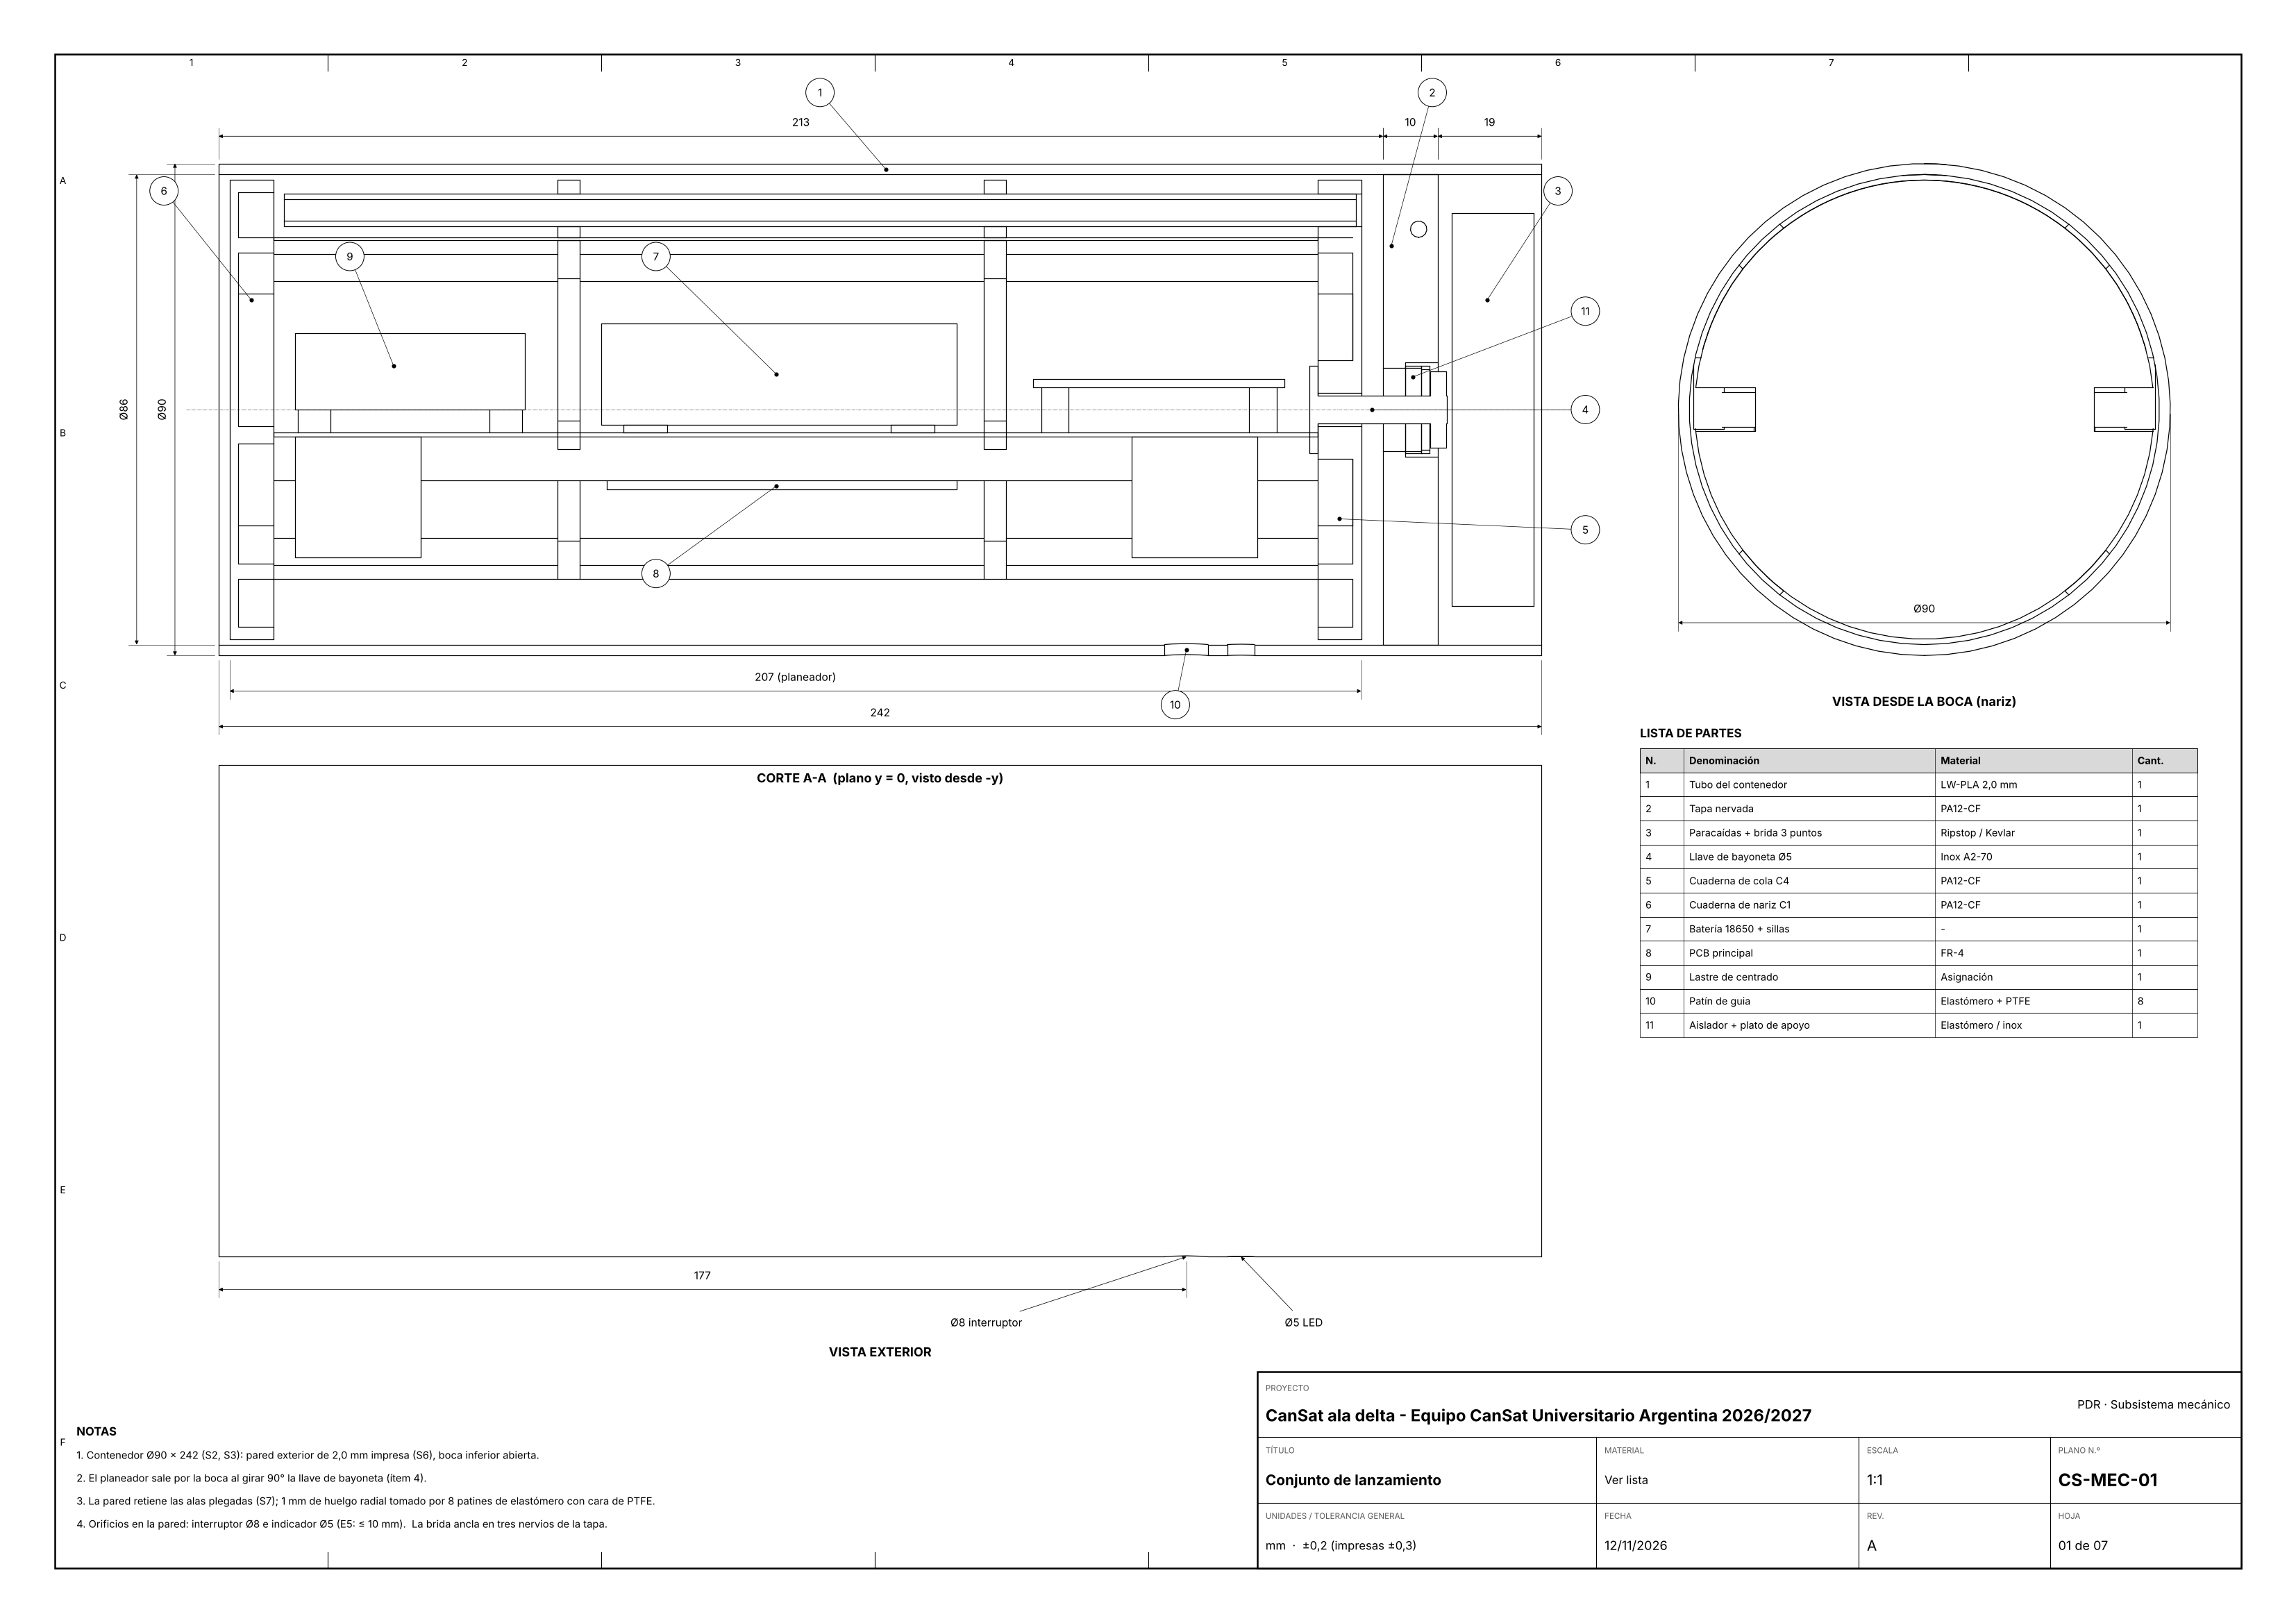 1 2 3 4 5 6 7
1
2
213
10
19
A
6
3
9
7
11
Ø86
Ø90
4
B
5
8
Ø90
207 (planeador)
C
10
242
VISTA DESDE LA BOCA (nariz)
LISTA DE PARTES
N. Denominación Material Cant.
1 Tubo del contenedor LW-PLA 2,0 mm 1
2 Tapa nervada PA12-CF 1
3 Paracaídas + brida 3 puntos Ripstop / Kevlar 1
4 Llave de bayoneta Ø5 Inox A2-70 1
5 Cuaderna de cola C4 PA12-CF 1
6 Cuaderna de nariz C1 PA12-CF 1
7 Batería 18650 + sillas - 1
8 PCB principal FR-4 1
9 Lastre de centrado Asignación 1
10 Patín de guia Elastómero + PTFE 8
11 Aislador + plato de apoyo Elastómero / inox 1
CORTE A-A (plano y = 0, visto desde -y)
D
E
177
Ø8 interruptor
Ø5 LED
VISTA EXTERIOR
F
NOTAS
1. Contenedor Ø90 × 242 (S2, S3): pared exterior de 2,0 mm impresa (S6), boca inferior abierta.
2. El planeador sale por la boca al girar 90° la llave de bayoneta (ítem 4).
3. La pared retiene las alas plegadas (S7); 1 mm de huelgo radial tomado por 8 patines de elastómero con cara de PTFE.
4. Orificios en la pared: interruptor Ø8 e indicador Ø5 (E5: ≤ 10 mm). La brida ancla en tres nervios de la tapa.
PROYECTO
CanSat ala delta - Equipo CanSat Universitario Argentina 2026/2027
PDR · Subsistema mecánico
TÍTULO
Conjunto de lanzamiento
MATERIAL
Ver lista
ESCALA
1:1
PLANO N.º
CS-MEC-01
UNIDADES / TOLERANCIA GENERAL
mm · ±0,2 (impresas ±0,3)
FECHA
12/11/2026
REV.
A
HOJA
01 de 07